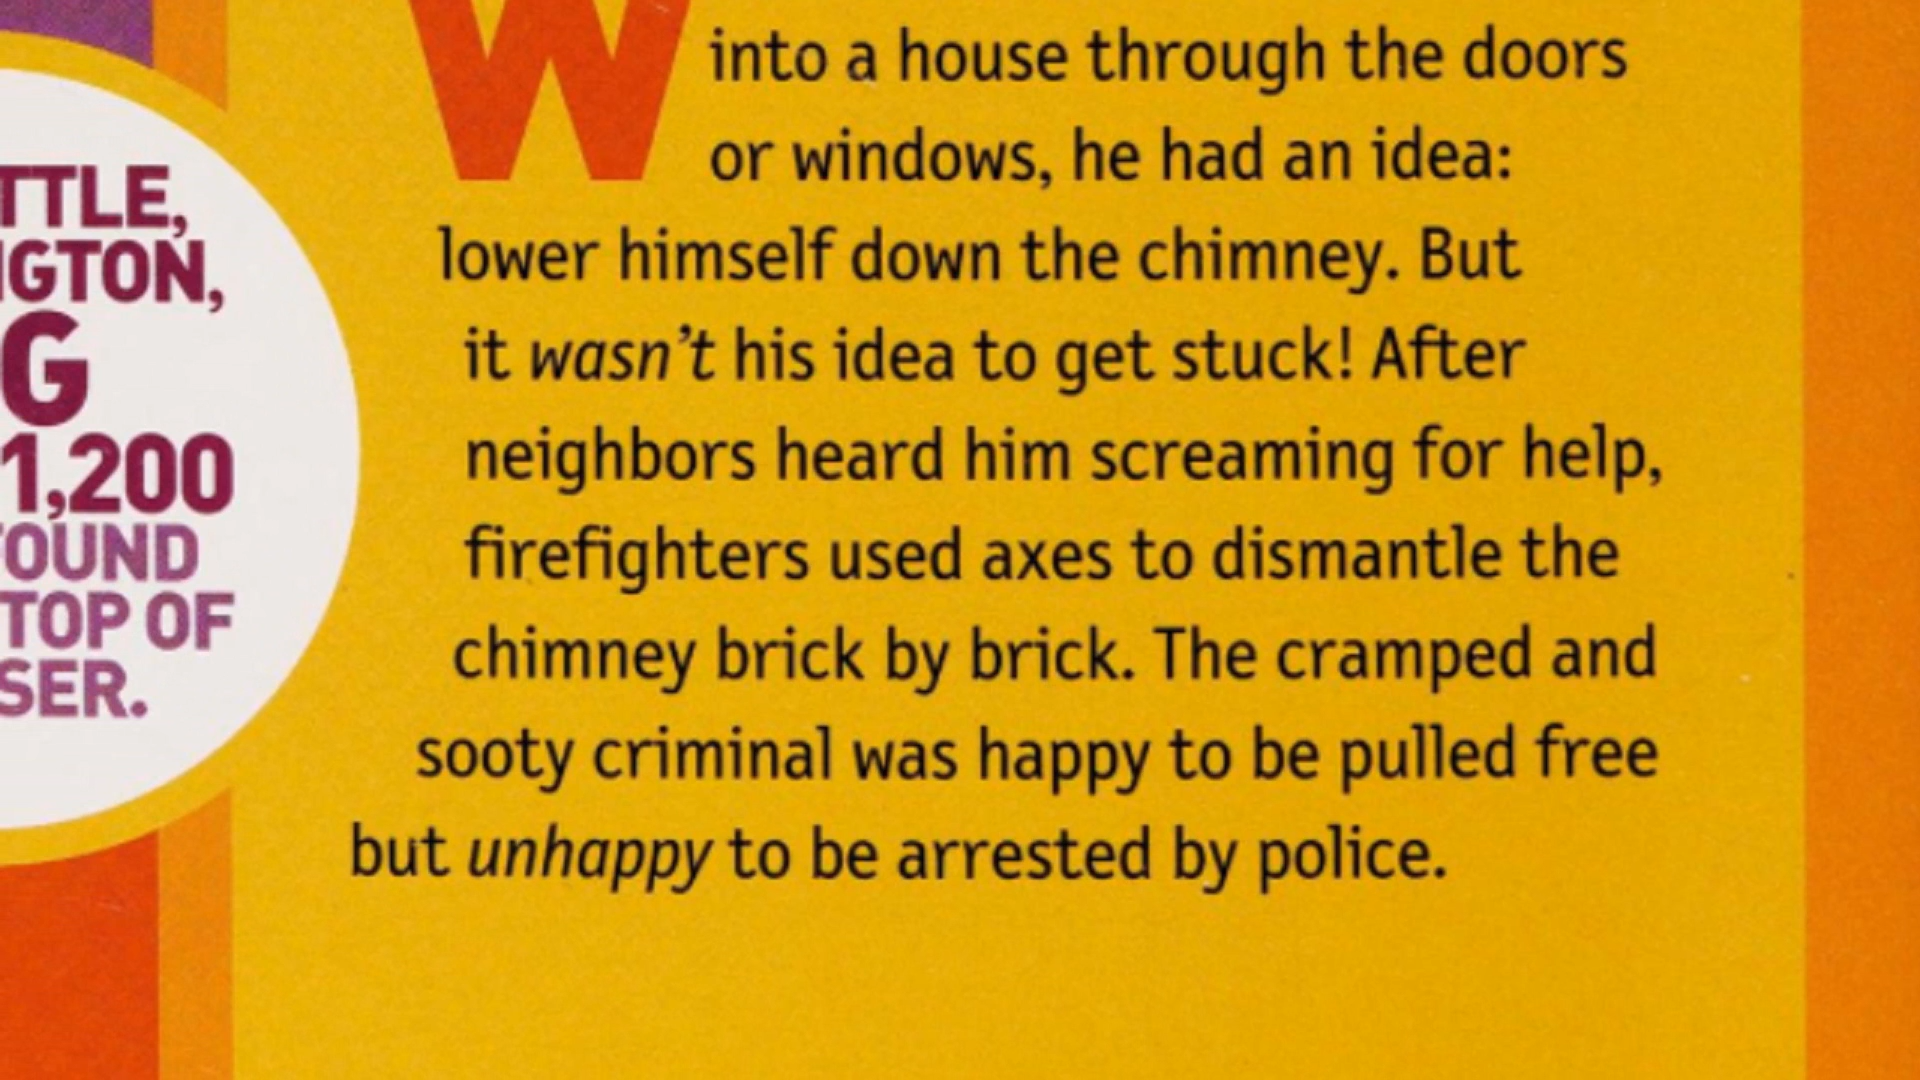 W
into a house through the doors
or windows, he had an idea:
lower himself down the chimney. But
it wasn't his idea to get stuck! After
neighbors heard him screaming for help,
firefighters used axes to dismantle the
chimney brick by brick. The cramped and
sooty criminal was happy to be pulled free
but unhappy to be arrested by police.
TTLE,
GTON,
G
1,200
OUND
TOP OF
SER.